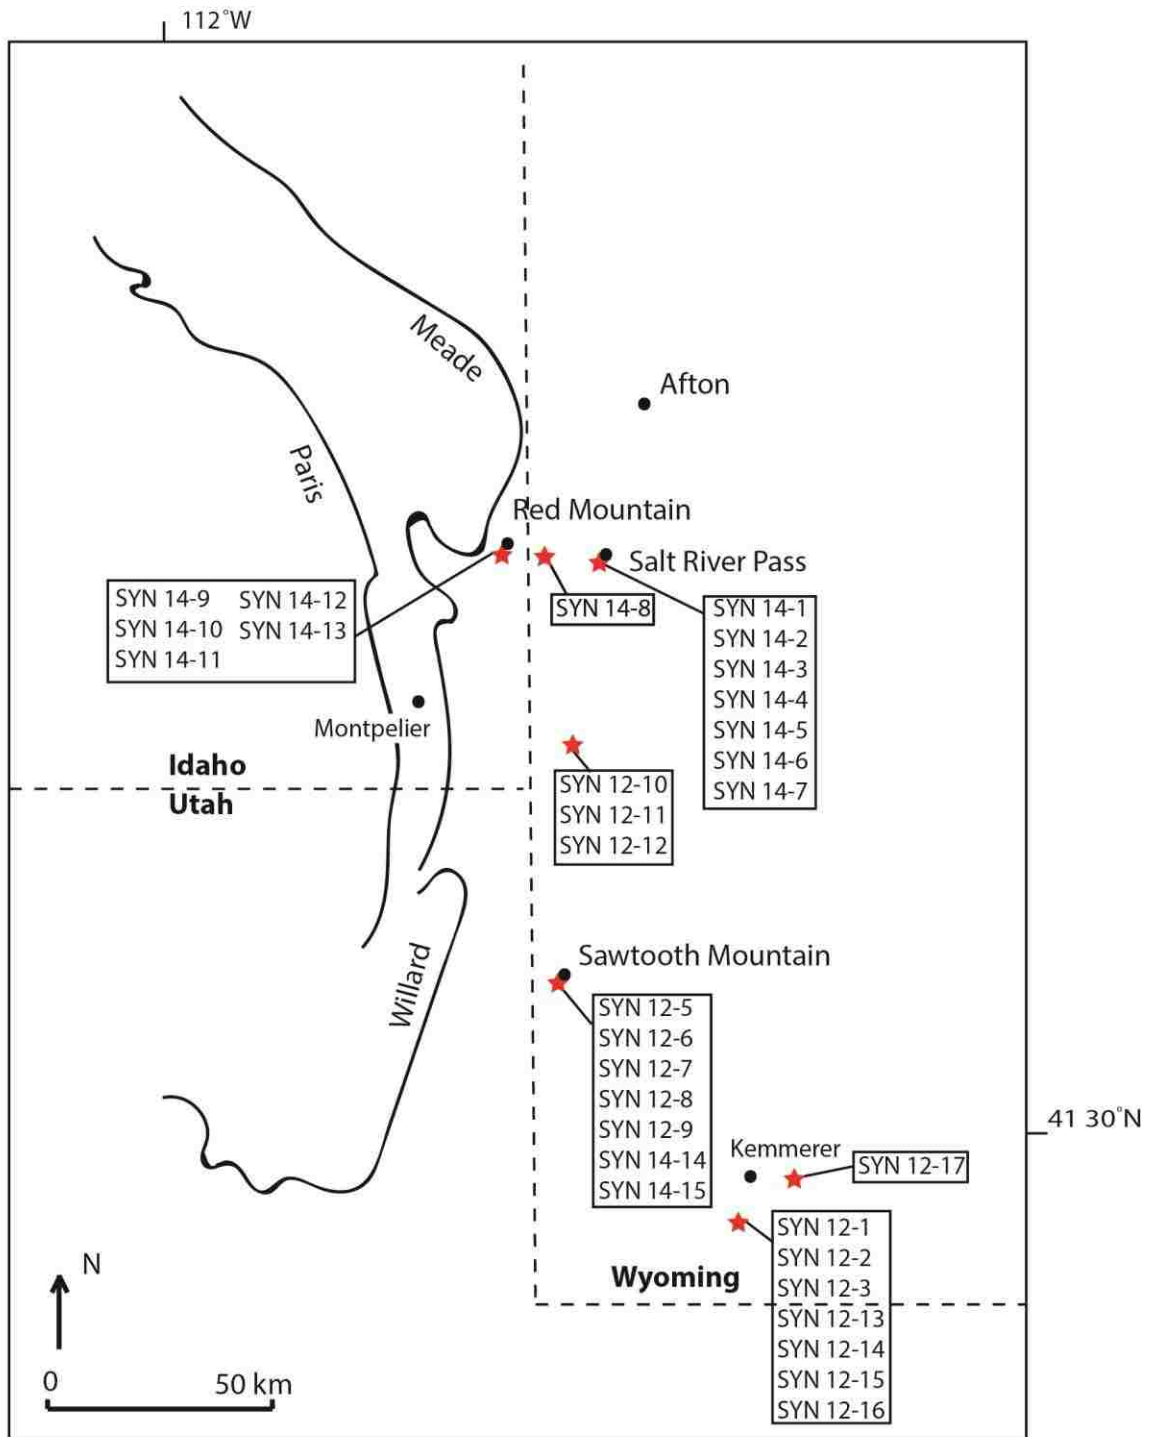 112°W
Meade
Afton
Paris
Red Mountain
Salt River Pass
SYN 14-9 SYN 14-12
SYN 14-10 SYN 14-13
SYN 14-11
SYN 14-8
SYN 14-1
SYN 14-2
SYN 14-3
SYN 14-4
SYN 14-5
SYN 14-6
SYN 14-7
Montpelier
Idaho
Utah
SYN 12-10
SYN 12-11
SYN 12-12
Willard
Sawtooth Mountain
SYN 12-5
SYN 12-6
SYN 12-7
SYN 12-8
SYN 12-9
SYN 14-14
SYN 14-15
41 30°N
Kemmerer
SYN 12-17
SYN 12-1
SYN 12-2
SYN 12-3
SYN 12-13
SYN 12-14
SYN 12-15
SYN 12-16
Wyoming
N
0 50 km